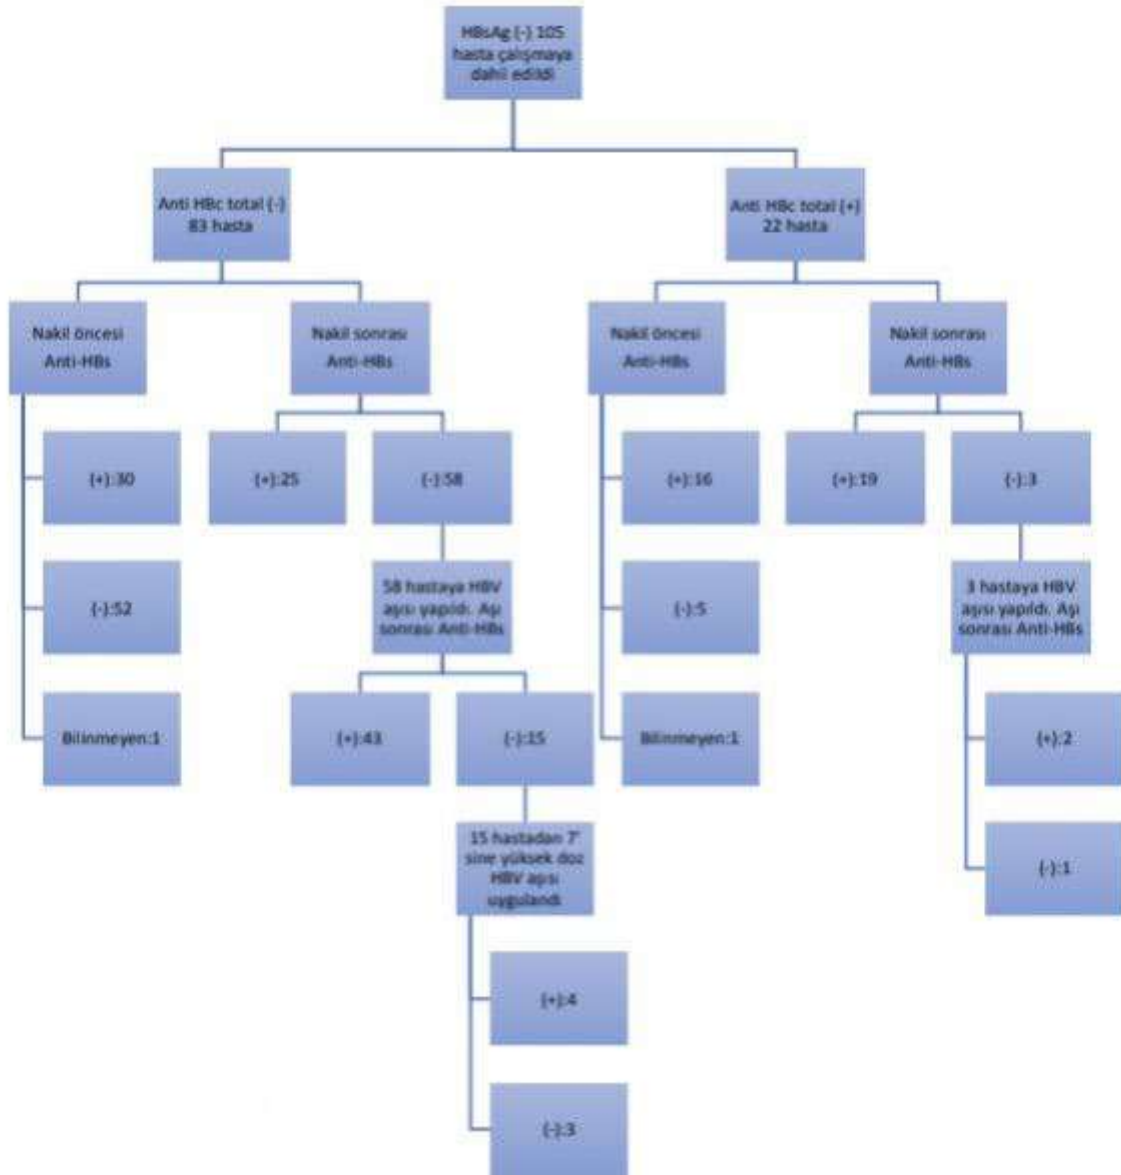 HBsAg (-) 105
hasta çalışmaya
dahil edildi
Anti HBc total (-)
83 hasta
Anti HBc total (+)
22 hasta
Nakil öncesi
Anti-HBs
Nakil sonrası
Anti-HBs
Nakil öncesi
Anti-HBs
Nakil sonrası
Anti-HBs
(+):30
(+):25
(-):58
(+):16
(+):19
(-):3
(-):52
58 hastaya HBV
aşısı yapıldı. Aşı
sonrası Anti-HBs
(-):5
3 hastaya HBV
aşısı yapıldı. Aşı
sonrası Anti-HBs
Bilinmeyen:1
(+):43
(-):15
Bilinmeyen:1
(+):2
15 hastadan 7'
sine yüksek doz
HBV aşısı
uygulandı
(-):1
(+):4
(-):3